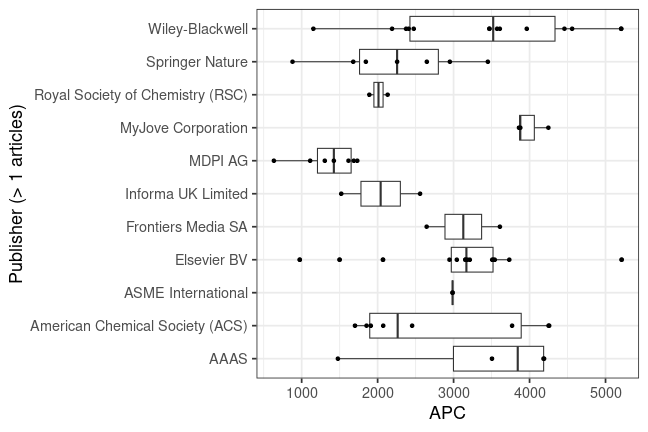 Publisher (> 1 articles)
Wiley-Blackwell
Springer Nature
Royal Society of Chemistry (RSC)
MyJove Corporation
MDPI AG
Informa UK Limited
Frontiers Media SA
Elsevier BV
ASME International
American Chemical Society (ACS)
AAAS
1000 2000 3000 4000 5000
APC